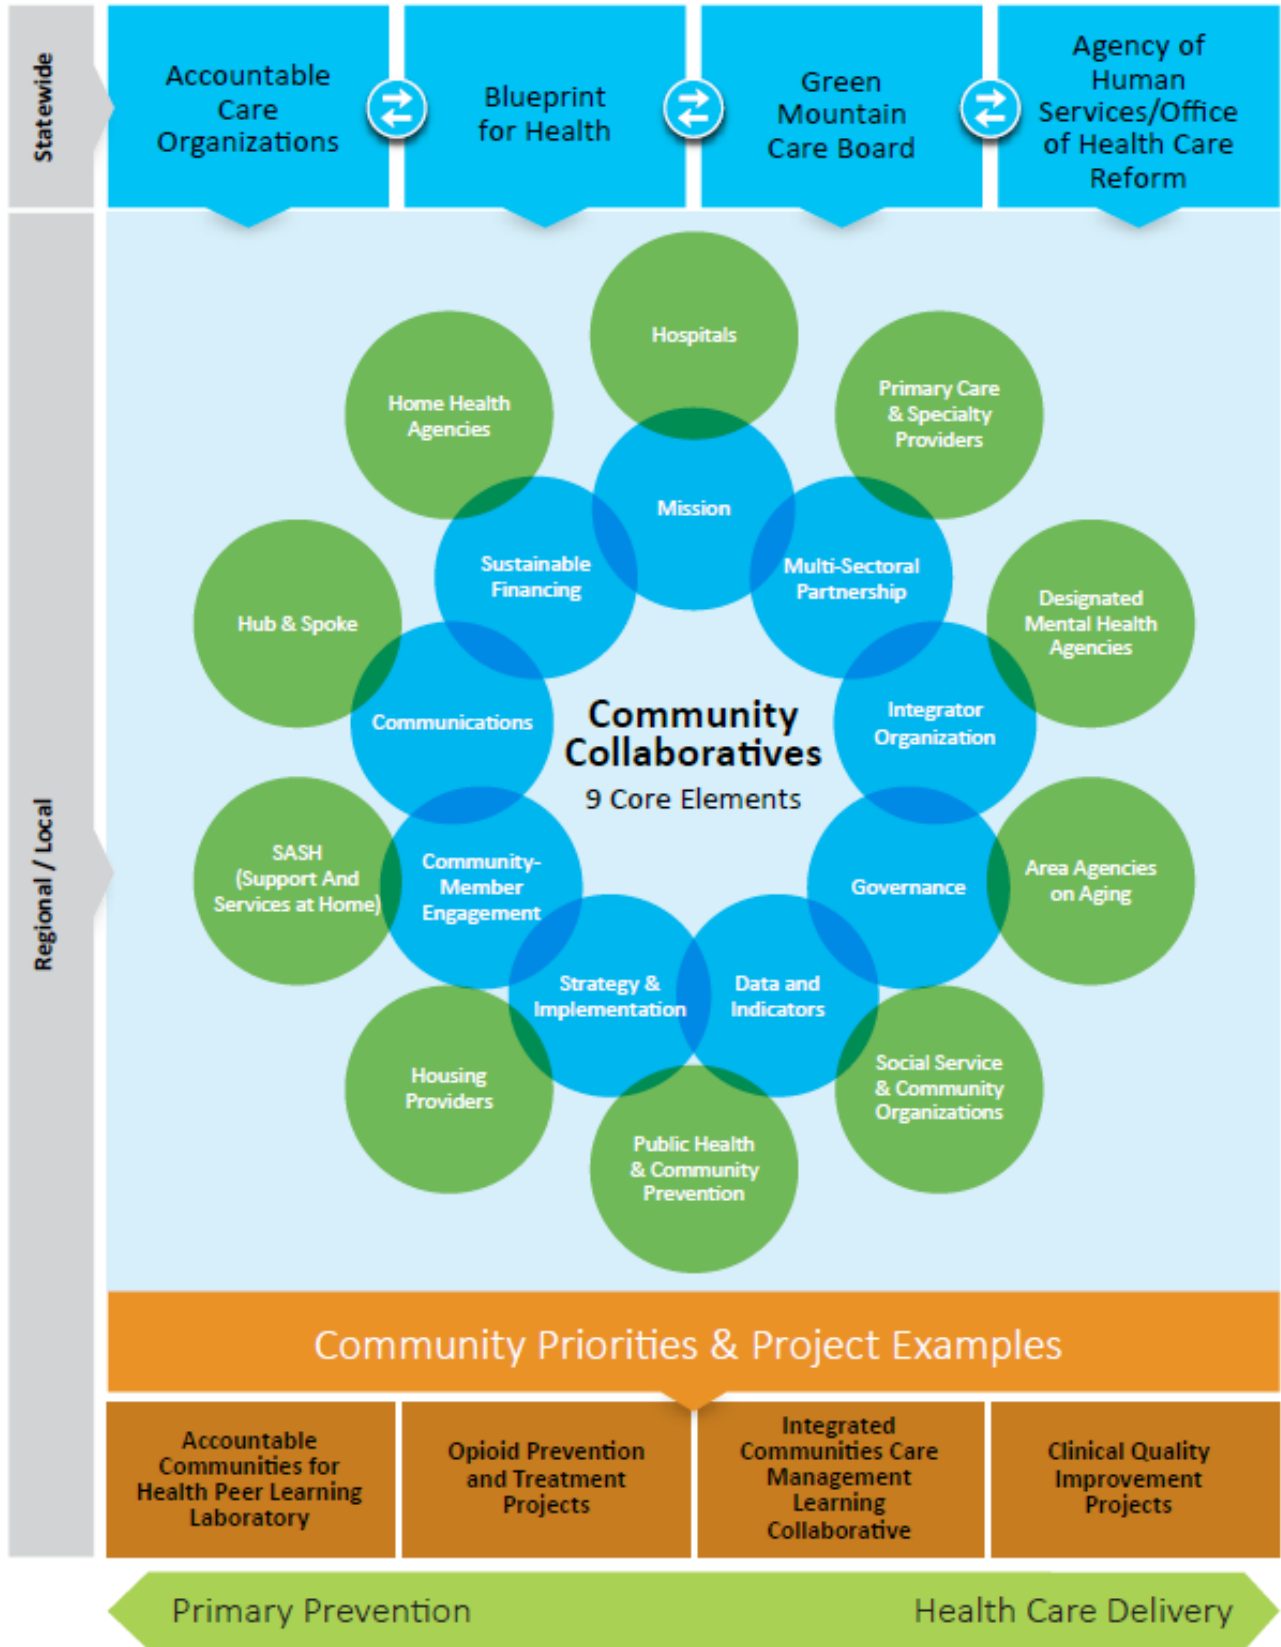 Statewide
Accountable
Care
Organizations
Blueprint
for Health
Green
Mountain
Care Board
Agency of
Human
Services/Office
of Health Care
Reform
Regional / Local
Hospitals
Home Health
Agencies
Primary Care
& Specialty
Providers
Mission
Sustainable
Financing
Multi-Sectoral
Partnership
Hub & Spoke
Designated
Mental Health
Agencies
Communications
Community
Collaboratives
9 Core Elements
Integrator
Organization
SASH
(Support And
Services at Home)
Community-
Member
Engagement
Governance
Area Agencies
on Aging
Strategy &
Implementation
Data and
Indicators
Housing
Providers
Public Health
& Community
Prevention
Social Service
& Community
Organizations
Community Priorities & Project Examples
Accountable
Communities for
Health Peer Learning
Laboratory
Opioid Prevention
and Treatment
Projects
Integrated
Communities Care
Management
Learning
Collaborative
Clinical Quality
Improvement
Projects
Primary Prevention
Health Care Delivery